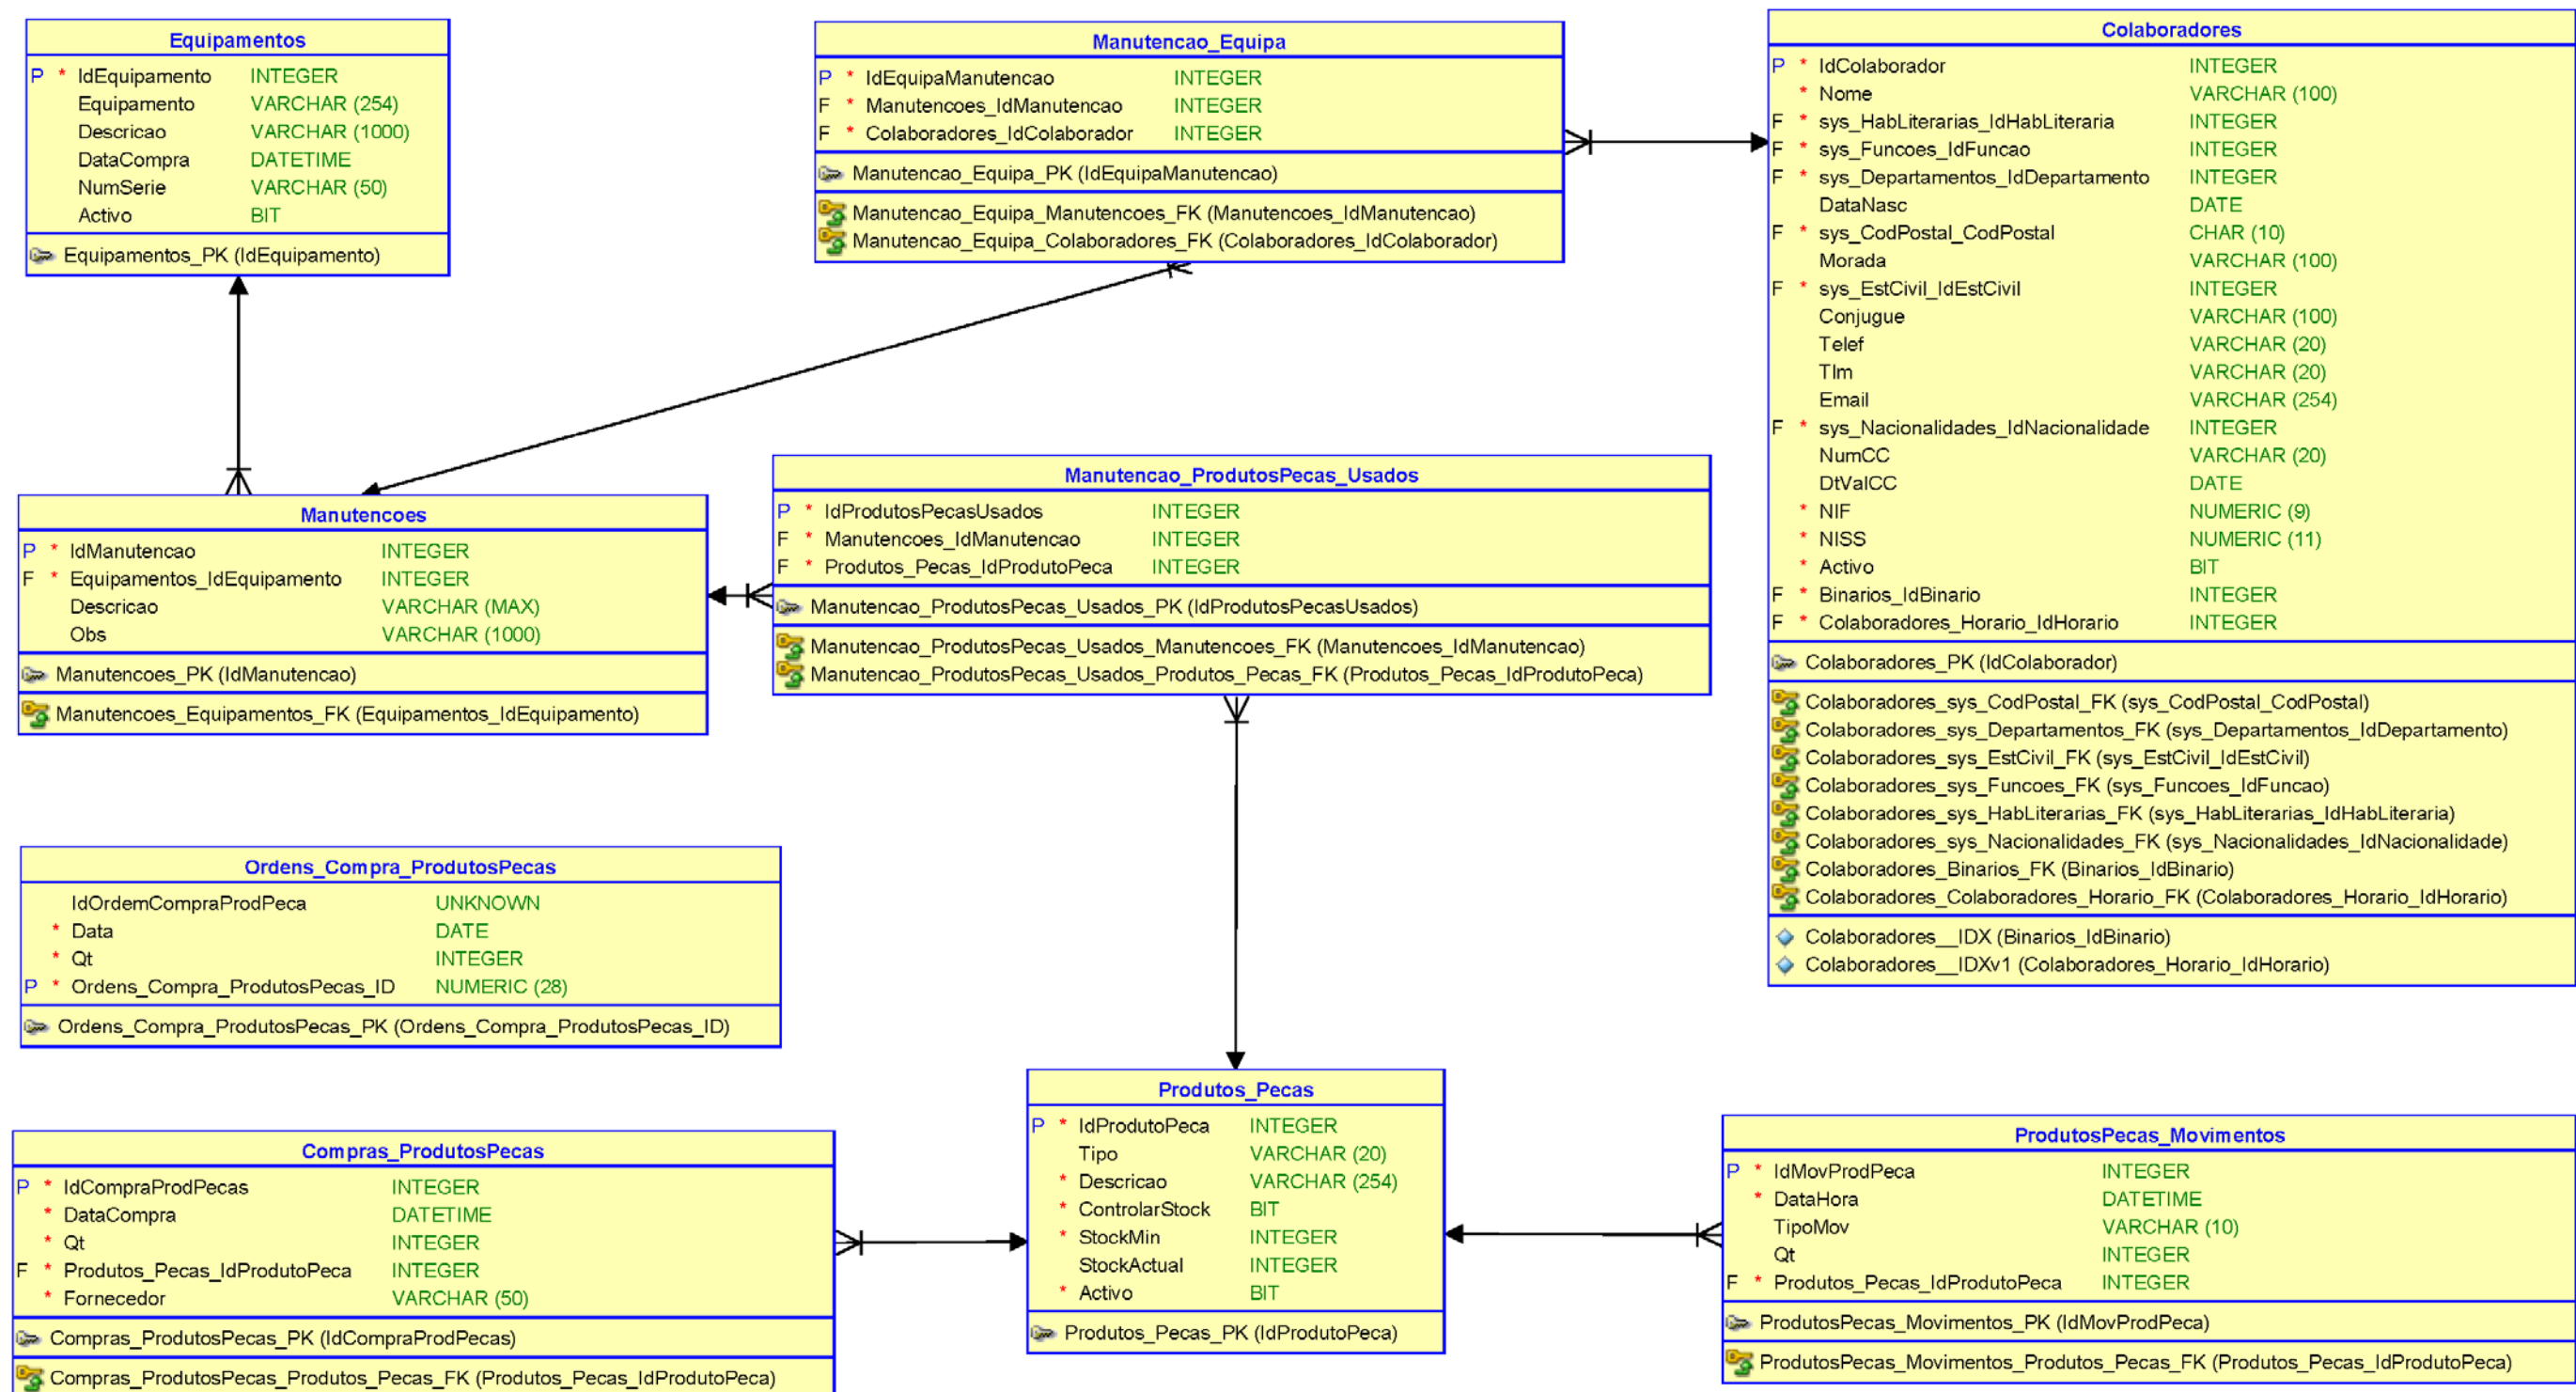 Equipamentos
P * IdEquipamento INTEGER
Equipamento VARCHAR (254)
Descricao VARCHAR (1000)
DataCompra DATETIME
NumSerie VARCHAR (50)
Activo BIT
Equipamentos_PK (IdEquipamento)
Manutencao_Equipa
P * IdEquipaManutencao INTEGER
F * Manutencoes_IdManutencao INTEGER
F * Colaboradores_IdColaborador INTEGER
Manutencao_Equipa_PK (IdEquipaManutencao)
Manutencao_Equipa_Manutencoes_FK (Manutencoes_IdManutencao)
Manutencao_Equipa_Colaboradores_FK (Colaboradores_IdColaborador)
Colaboradores
P * IdColaborador INTEGER
* Nome VARCHAR (100)
F * sys_HabLiterarias_IdHabLiteraria INTEGER
F * sys_Funcoes_IdFuncao INTEGER
F * sys_Departamentos_IdDepartamento INTEGER
DataNasc DATE
F * sys_CodPostal_CodPostal CHAR (10)
Morada VARCHAR (100)
F * sys_EstCivil_IdEstCivil INTEGER
Conjugue VARCHAR (100)
Telef VARCHAR (20)
Tlm VARCHAR (20)
Email VARCHAR (254)
F * sys_Nacionalidades_IdNacionalidade INTEGER
NumCC VARCHAR (20)
DtValCC DATE
* NIF NUMERIC (9)
* NISS NUMERIC (11)
* Activo BIT
F * Binarios_IdBinario INTEGER
F * Colaboradores_Horario_IdHorario INTEGER
Colaboradores_PK (IdColaborador)
Colaboradores_sys_CodPostal_FK (sys_CodPostal_CodPostal)
Colaboradores_sys_Departamentos_FK (sys_Departamentos_IdDepartamento)
Colaboradores_sys_EstCivil_FK (sys_EstCivil_IdEstCivil)
Colaboradores_sys_Funcoes_FK (sys_Funcoes_IdFuncao)
Colaboradores_sys_HabLiterarias_FK (sys_HabLiterarias_IdHabLiteraria)
Colaboradores_sys_Nacionalidades_FK (sys_Nacionalidades_IdNacionalidade)
Colaboradores_Binarios_FK (Binarios_IdBinario)
Colaboradores_Colaboradores_Horario_FK (Colaboradores_Horario_IdHorario)
Colaboradores__IDX (Binarios_IdBinario)
Colaboradores__IDXv1 (Colaboradores_Horario_IdHorario)
Manutencoes
P * IdManutencao INTEGER
F * Equipamentos_IdEquipamento INTEGER
Descricao VARCHAR (MAX)
Obs VARCHAR (1000)
Manutencoes_PK (IdManutencao)
Manutencoes_Equipamentos_FK (Equipamentos_IdEquipamento)
Manutencao_ProdutosPecas_Usados
P * IdProdutosPecasUsados INTEGER
F * Manutencoes_IdManutencao INTEGER
F * Produtos_Pecas_IdProdutoPeca INTEGER
Manutencao_ProdutosPecas_Usados_PK (IdProdutosPecasUsados)
Manutencao_ProdutosPecas_Usados_Manutencoes_FK (Manutencoes_IdManutencao)
Manutencao_ProdutosPecas_Usados_Produtos_Pecas_FK (Produtos_Pecas_IdProdutoPeca)
Ordens_Compra_ProdutosPecas
IdOrdemCompraProdPeca UNKNOWN
* Data DATE
* Qt INTEGER
P * Ordens_Compra_ProdutosPecas_ID NUMERIC (28)
Ordens_Compra_ProdutosPecas_PK (Ordens_Compra_ProdutosPecas_ID)
Compras_ProdutosPecas
P * IdCompraProdPecas INTEGER
* DataCompra DATETIME
* Qt INTEGER
F * Produtos_Pecas_IdProdutoPeca INTEGER
* Fornecedor VARCHAR (50)
Compras_ProdutosPecas_PK (IdCompraProdPecas)
Compras_ProdutosPecas_Produtos_Pecas_FK (Produtos_Pecas_IdProdutoPeca)
Produtos_Pecas
P * IdProdutoPeca INTEGER
Tipo VARCHAR (20)
* Descricao VARCHAR (254)
* ControlarStock BIT
* StockMin INTEGER
StockActual INTEGER
* Activo BIT
Produtos_Pecas_PK (IdProdutoPeca)
ProdutosPecas_Movimentos
P * IdMovProdPeca INTEGER
* DataHora DATETIME
TipoMov VARCHAR (10)
Qt INTEGER
F * Produtos_Pecas_IdProdutoPeca INTEGER
ProdutosPecas_Movimentos_PK (IdMovProdPeca)
ProdutosPecas_Movimentos_Produtos_Pecas_FK (Produtos_Pecas_IdProdutoPeca)